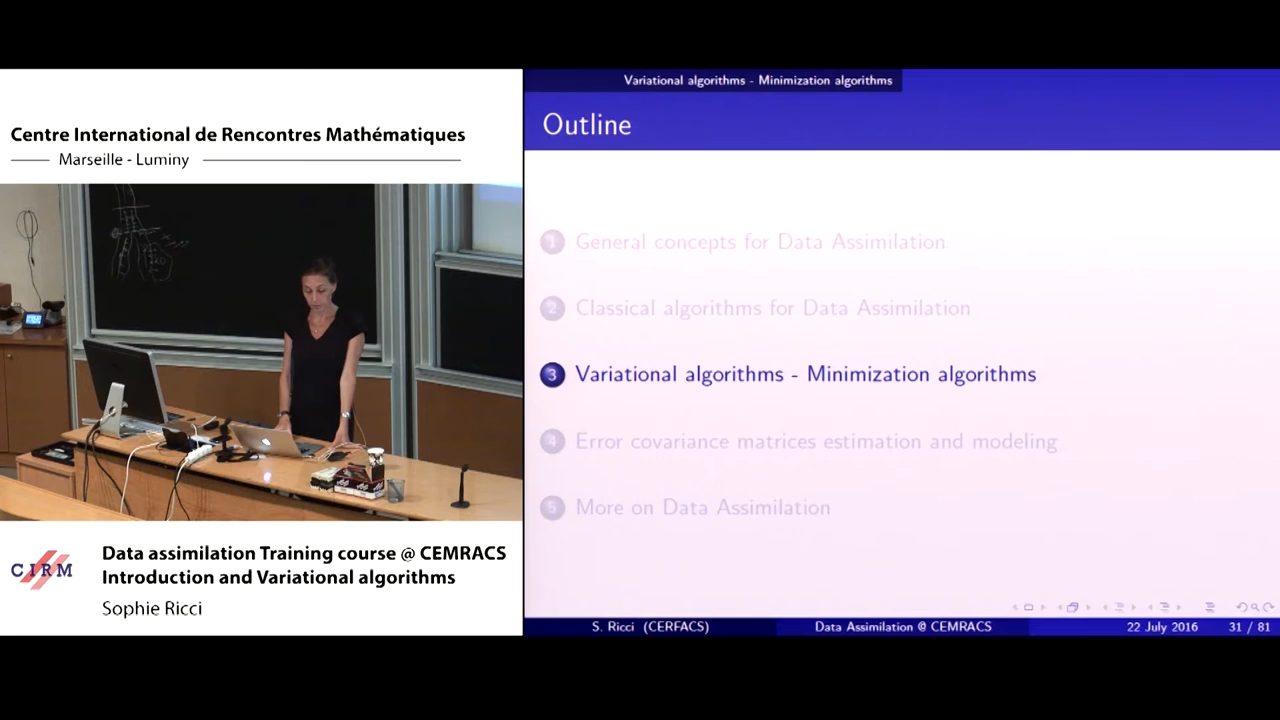 Centre International de Rencontres Mathématiques
Marseille - Luminy
CIRM
Data assimilation Training course @ CEMRACS
Introduction and Variational algorithms
Sophie Ricci
Variational algorithms - Minimization algorithms
Outline
1 General concepts for Data Assimilation
2 Classical algorithms for Data Assimilation
3 Variational algorithms - Minimization algorithms
4 Error covariance matrices estimation and modeling
5 More on Data Assimilation
S. Ricci (CERFACS)
Data Assimilation @ CEMRACS
22 July 2016
31 / 81